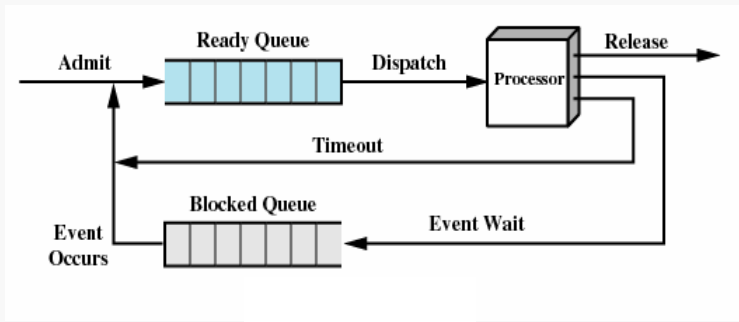 Ready Queue
Release
Admit
Dispatch
Processor
Timeout
Blocked Queue
Event Wait
Event
Occurs